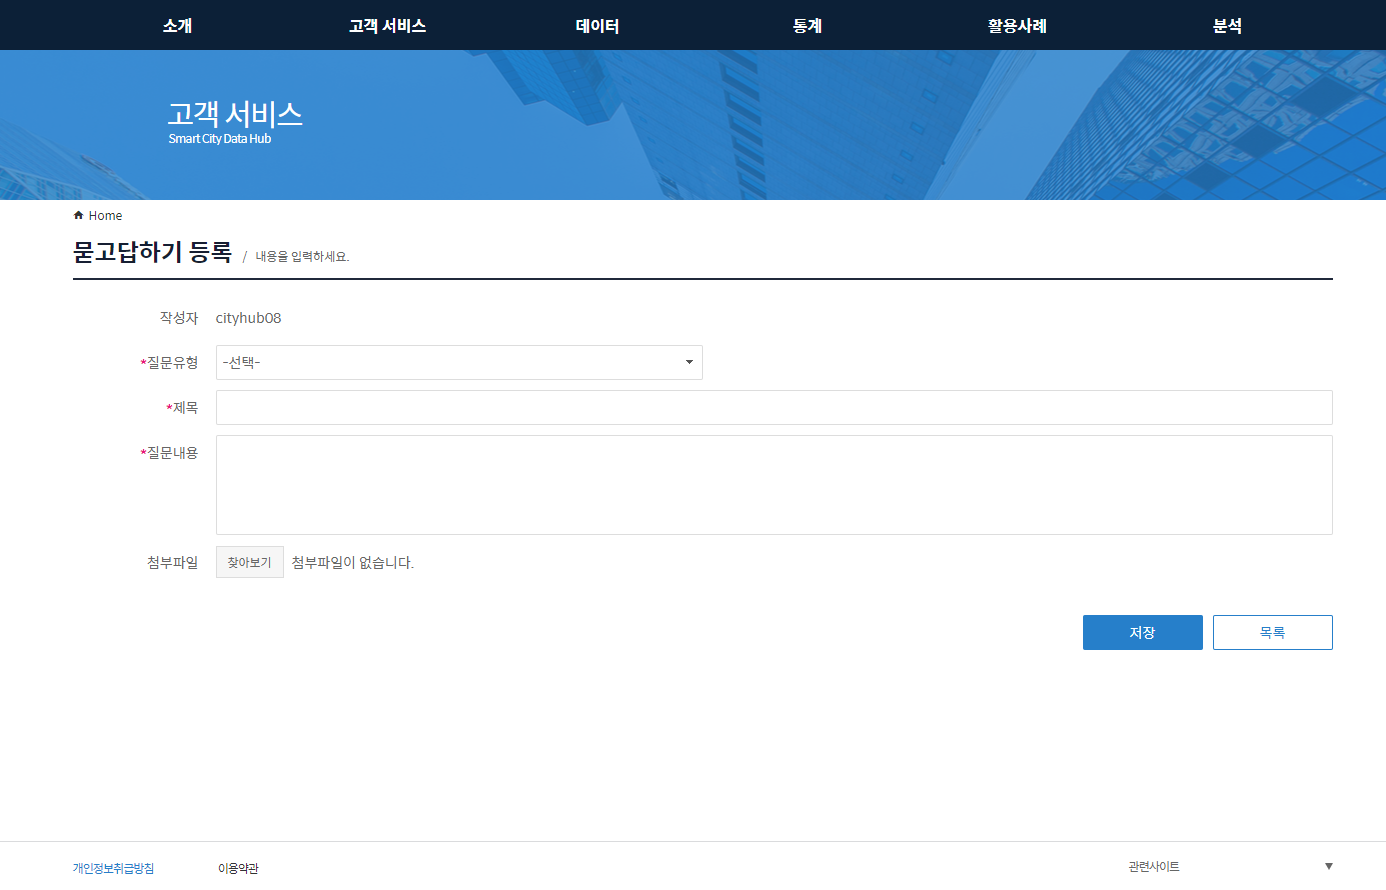 소개 고객 서비스 데이터 통계 활용사례 분석
고객 서비스
Smart City Data Hub
Home
묻고답하기 등록 / 내용을 입력하세요.
작성자 cityhub08
*질문유형 -선택-
*제목
*질문내용
첨부파일 찾아보기 첨부파일이 없습니다.
저장 목록
개인정보취급방침 이용약관 관련사이트 ▼